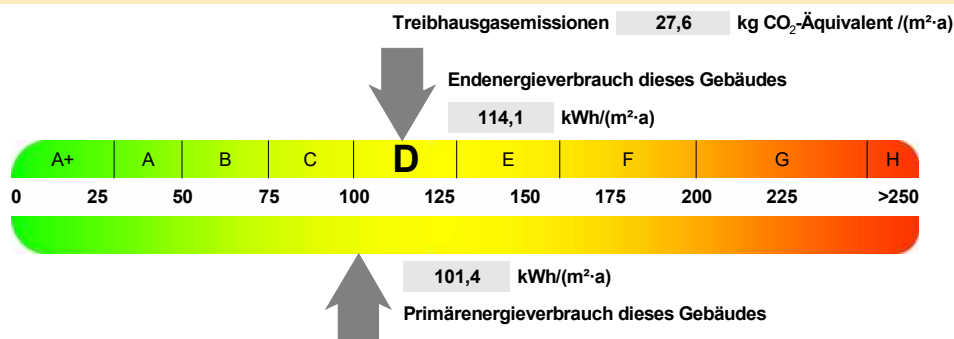 Treibhausgasemissionen 27,6 kg CO₂-Äquivalent /(m²·a)
Endenergieverbrauch dieses Gebäudes
114,1 kWh/(m²·a)
A+ A B C D E F G H
0 25 50 75 100 125 150 175 200 225 >250
101,4 kWh/(m²·a)
Primärenergieverbrauch dieses Gebäudes